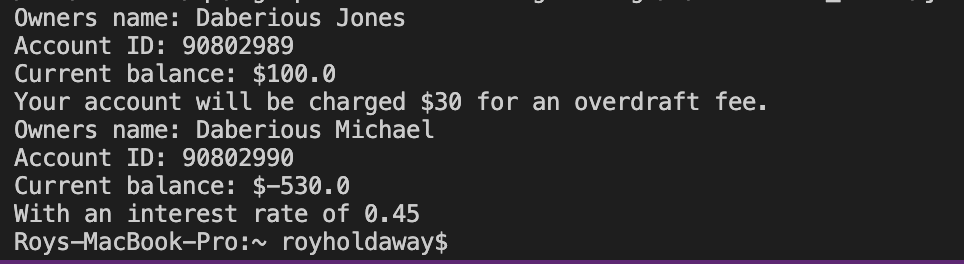 Owners name: Daberious Jones
Account ID: 90802989
Current balance: $100.0
Your account will be charged $30 for an overdraft fee.
Owners name: Daberious Michael
Account ID: 90802990
Current balance: $-530.0
With an interest rate of 0.45
Roys-MacBook-Pro:~ royholdaway$